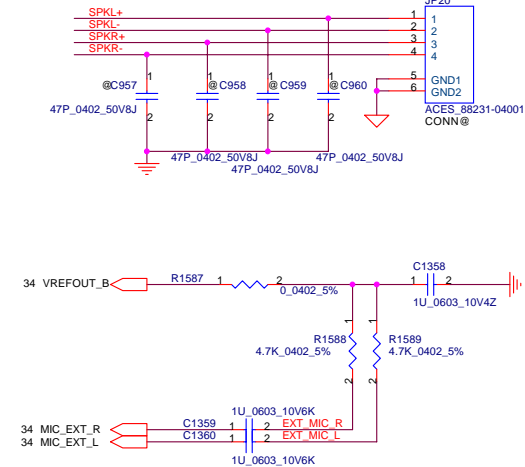 JP20
SPKL+
SPKL-
SPKR+
SPKR-
1 1
2 2
3 3
4 4
5 GND1
6 GND2
ACES_88231-04001
CONN@
1 1 1 1
@C957 @C958 @C959 @C960
47P_0402_50V8J
2 2 2 2
47P_0402_50V8J 47P_0402_50V8J
47P_0402_50V8J
C1358
34 VREFOUT_B R1587 1 2 1 2
0_0402_5%
1U_0603_10V4Z
1 1
R1588 R1589
4.7K_0402_5% 4.7K_0402_5%
2 2
1U_0603_10V6K
34 MIC_EXT_R C1359 1 2 EXT_MIC_R
34 MIC_EXT_L C1360 1 2 EXT_MIC_L
1U_0603_10V6K